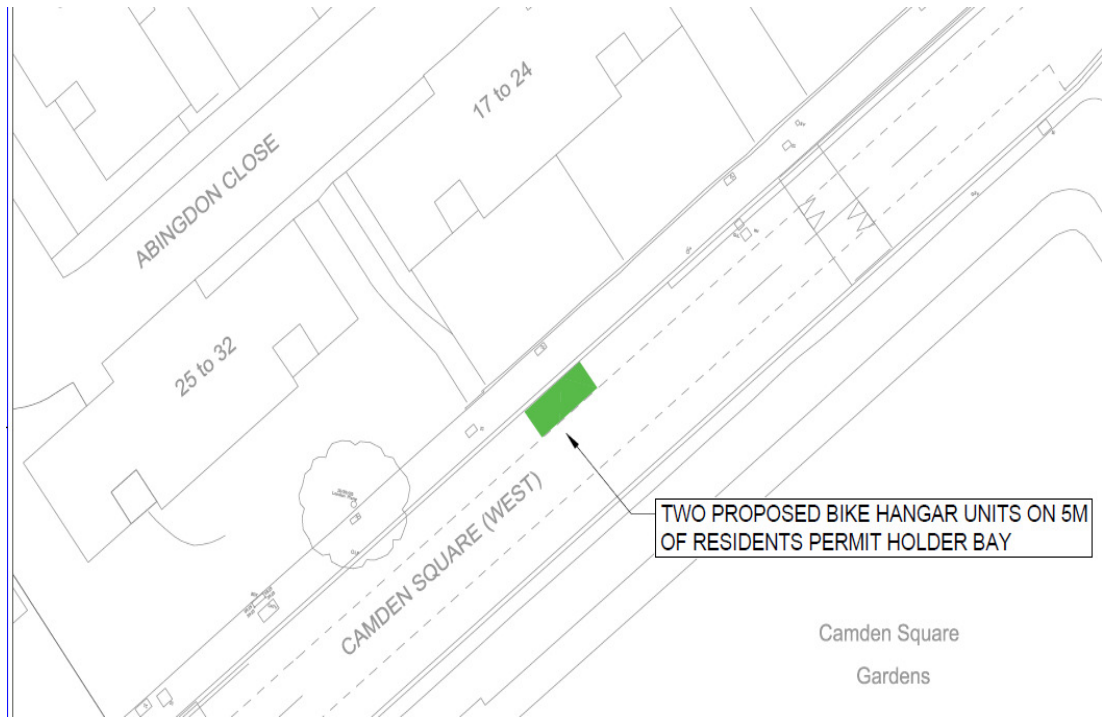 17 to 24
ABINGDON CLOSE
25 to 32
CAMDEN SQUARE (WEST)
TWO PROPOSED BIKE HANGAR UNITS ON 5M
OF RESIDENTS PERMIT HOLDER BAY
Camden Square
Gardens